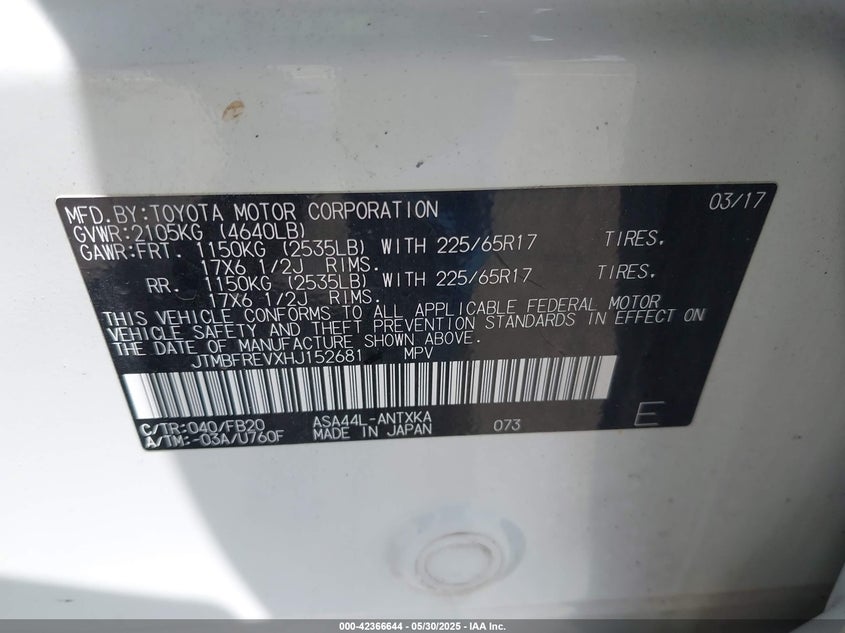 MFD.BY:TOYOTA MOTOR CORPORATION 03/17
GVWR:2105KG (4640LB)
GAWR:FRT. 1150KG (2535LB) WITH 225/65R17 TIRES.
17X6 1/2J RIMS.
RR. 1150KG (2535LB) WITH 225/65R17 TIRES.
17X6 1/2J RIMS.
THIS VEHICLE CONFORMS TO ALL APPLICABLE FEDERAL MOTOR
VEHICLE SAFETY AND THEFT PREVENTION STANDARDS IN EFFECT ON
THE DATE OF MANUFACTURE SHOWN ABOVE.
JTMBFREVXHJ152681 MPV
C/TR:040/FB20 ASA44L-ANTXKA 073 E
A/TM:-03A/U760F MADE IN JAPAN
000-42366644 — 05/30/2025 — IAA Inc.